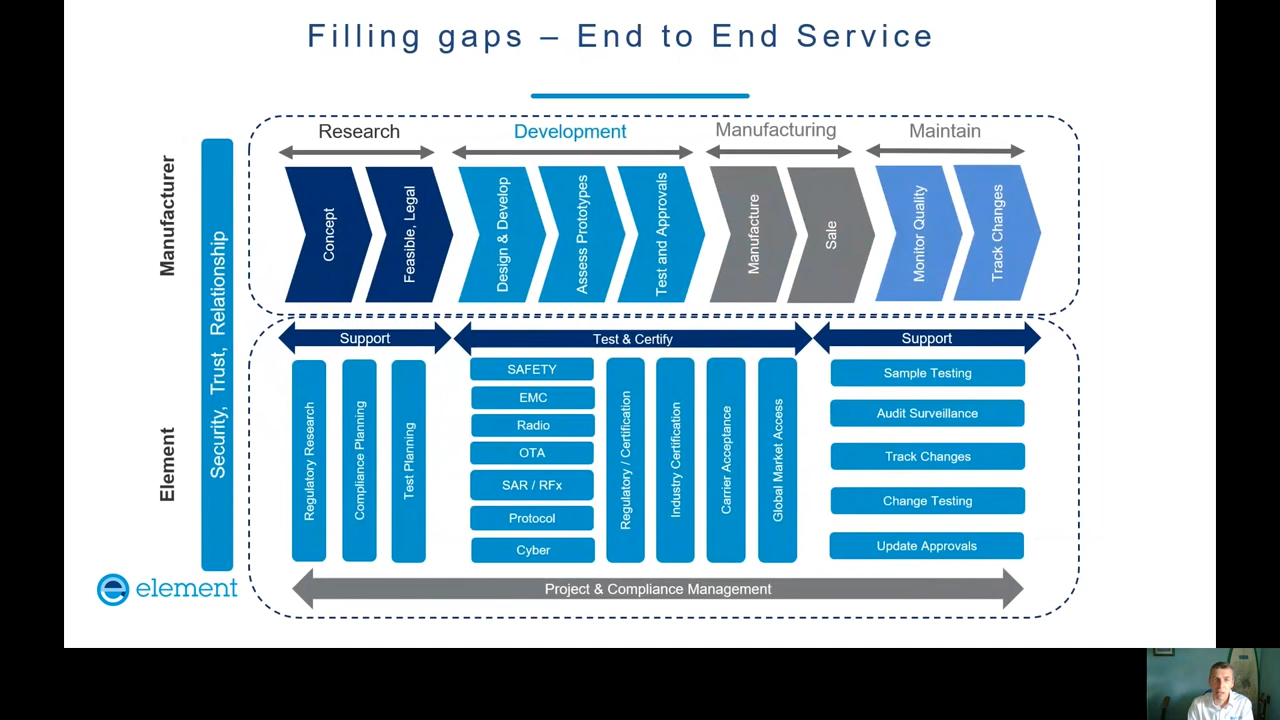 Filling gaps – End to End Service
Manufacturer
Element
Security, Trust, Relationship
Research
Development
Manufacturing
Maintain
Concept
Feasible, Legal
Design & Develop
Assess Prototypes
Test and Approvals
Manufacture
Sale
Monitor Quality
Track Changes
Support
Test & Certify
Support
Regulatory Research
Compliance Planning
Test Planning
SAFETY
EMC
Radio
OTA
SAR / RFx
Protocol
Cyber
Regulatory / Certification
Industry Certification
Carrier Acceptance
Global Market Access
Sample Testing
Audit Surveillance
Track Changes
Change Testing
Update Approvals
Project & Compliance Management
element